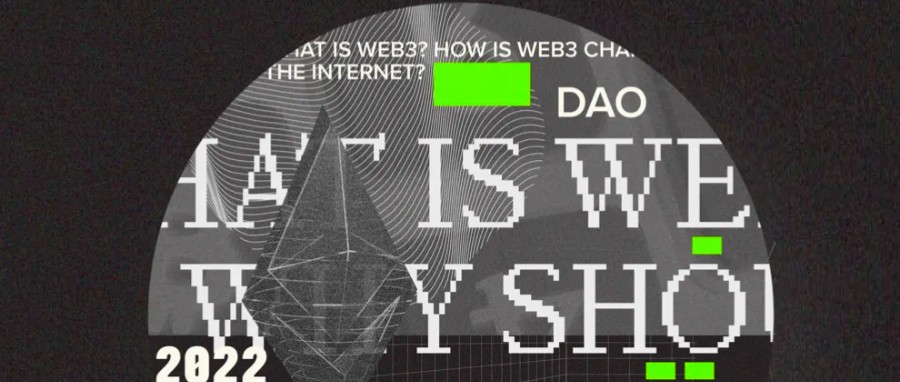 HAT IS WEB3? HOW IS WEB3 CHA
THE INTERNET?
DAO
HAT IS WE
WHY SHO
2022